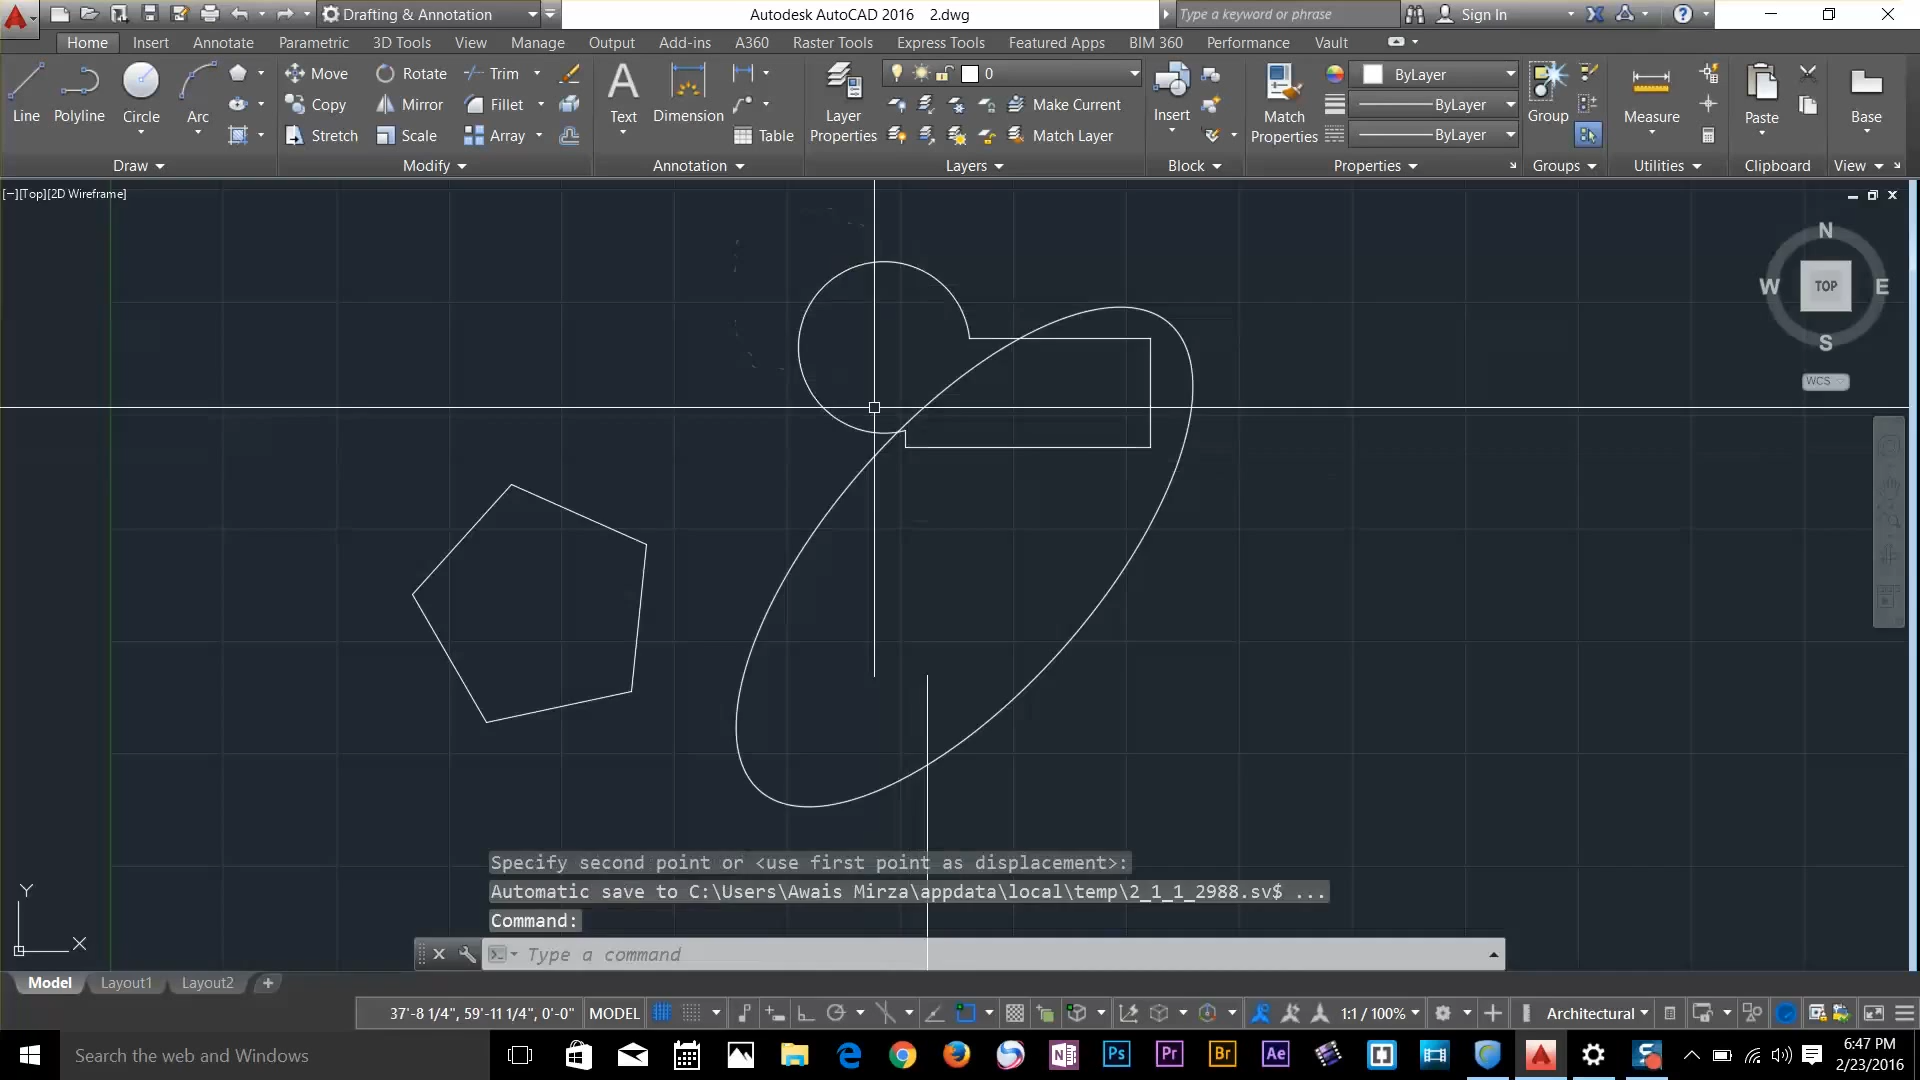 Drafting & Annotation
Autodesk AutoCAD 2016 2.dwg
Type a keyword or phrase
Sign In
Home Insert Annotate Parametric 3D Tools View Manage Output Add-ins A360 Raster Tools Express Tools Featured Apps BIM 360 Performance Vault
Line Polyline Circle Arc
Move Rotate Trim
Copy Mirror Fillet
Stretch Scale Array
Text Dimension Table
Layer Properties
0
Make Current
Match Layer
Insert
Match Properties
ByLayer
ByLayer
ByLayer
Group
Measure
Paste
Base
Draw Modify Annotation Layers Block Properties Groups Utilities Clipboard View
[−][Top][2D Wireframe]
N
W TOP E
S
WCS
Specify second point or <use first point as displacement>:
Automatic save to C:\Users\Awais Mirza\appdata\local\temp\2_1_1_2988.sv$ ...
Command:
Type a command
Y
X
Model Layout1 Layout2 +
37'-8 1/4", 59'-11 1/4", 0'-0" MODEL 1:1 / 100% Architectural
Search the web and Windows
N Ps Pr Br Ae
6:47 PM
2/23/2016